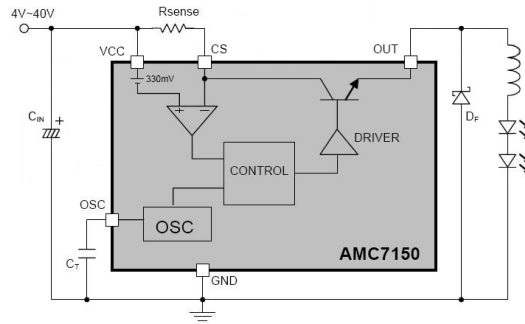 4V~40V
Rsense
VCC
CS
OUT
330mV
+
−
CIN
+
DRIVER
DF
CONTROL
OSC
OSC
CT
AMC7150
GND